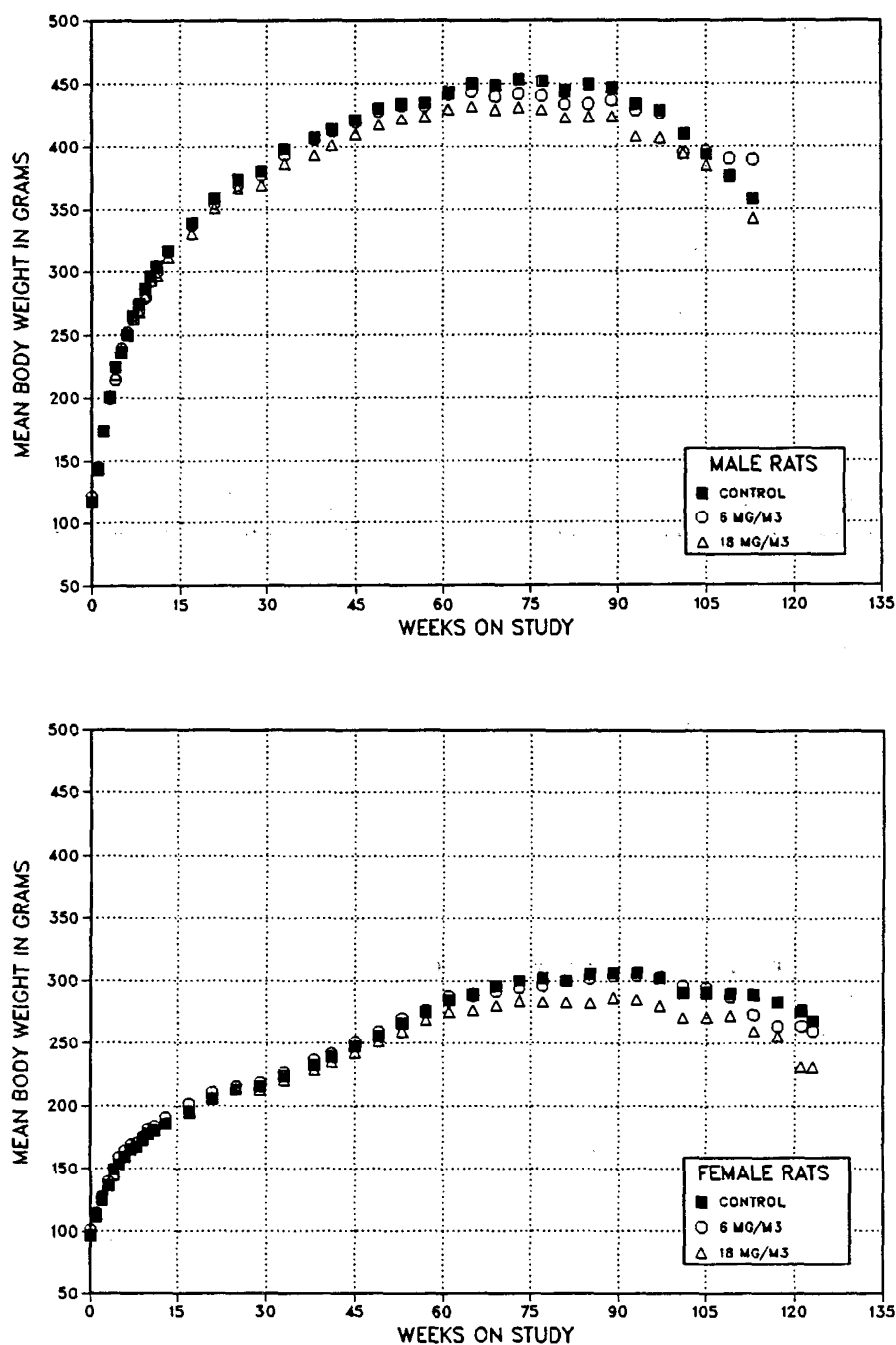 500
450
400
350
300
250
200
150
100
50
MEAN BODY WEIGHT IN GRAMS
MALE RATS
CONTROL
6 MG/M3
18 MG/M3
0 15 30 45 60 75 90 105 120 135
WEEKS ON STUDY
500
450
400
350
300
250
200
150
100
50
MEAN BODY WEIGHT IN GRAMS
FEMALE RATS
CONTROL
6 MG/M3
18 MG/M3
0 15 30 45 60 75 90 105 120 135
WEEKS ON STUDY